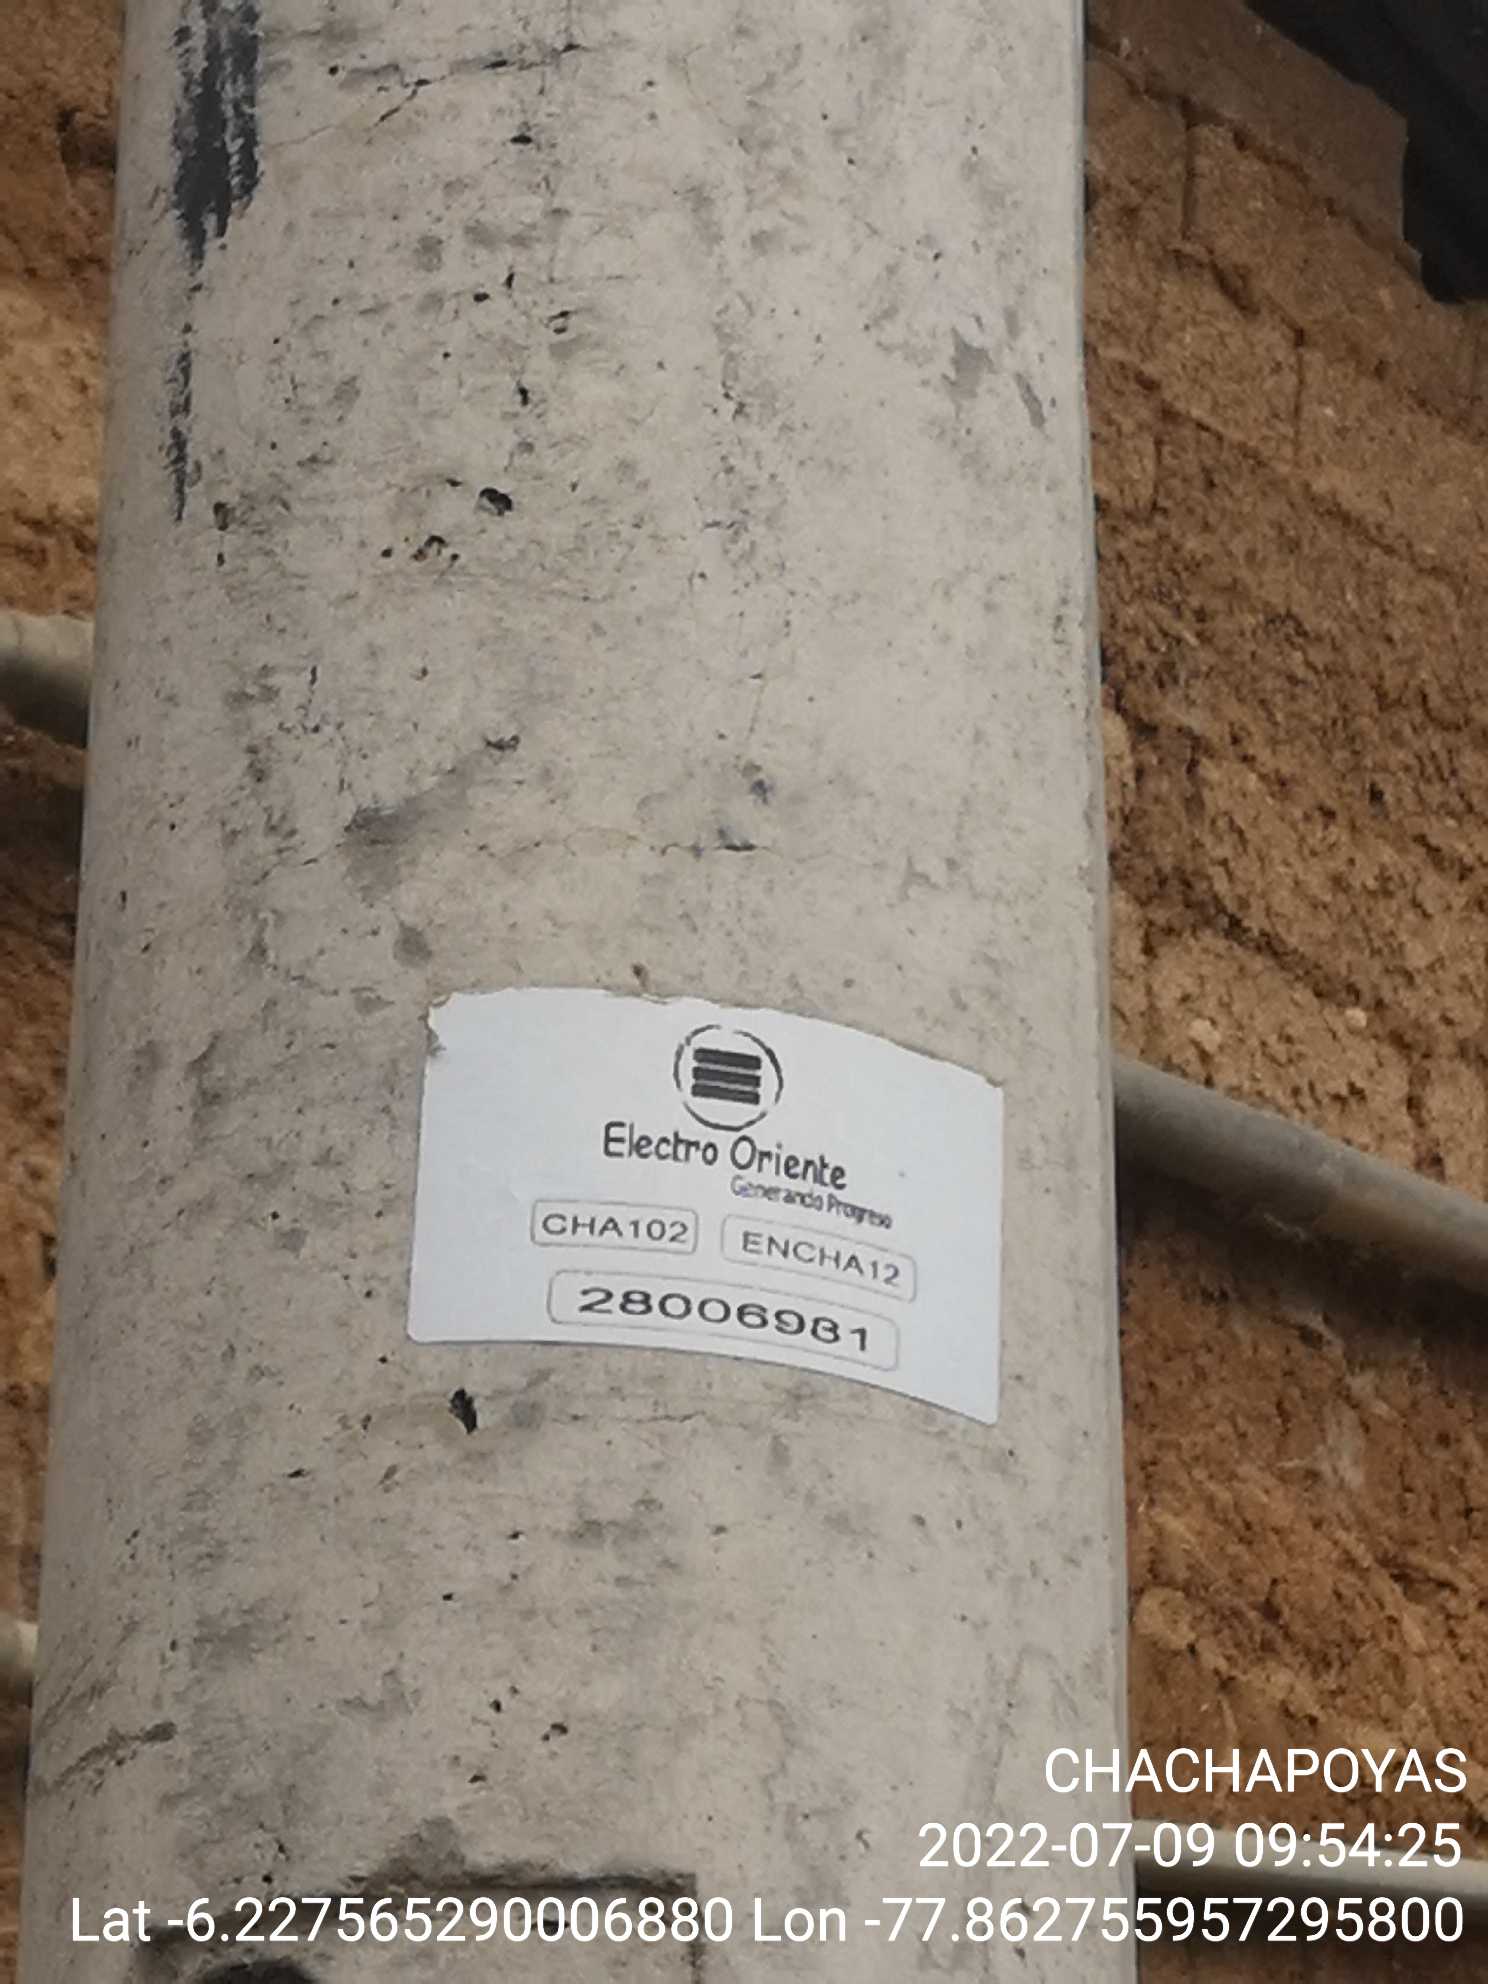 Electro Oriente
Generando Progreso
CHA102 ENCHA12
28006981
CHACHAPOYAS
2022-07-09 09:54:25
Lat -6.227565290006880 Lon -77.862755957295800